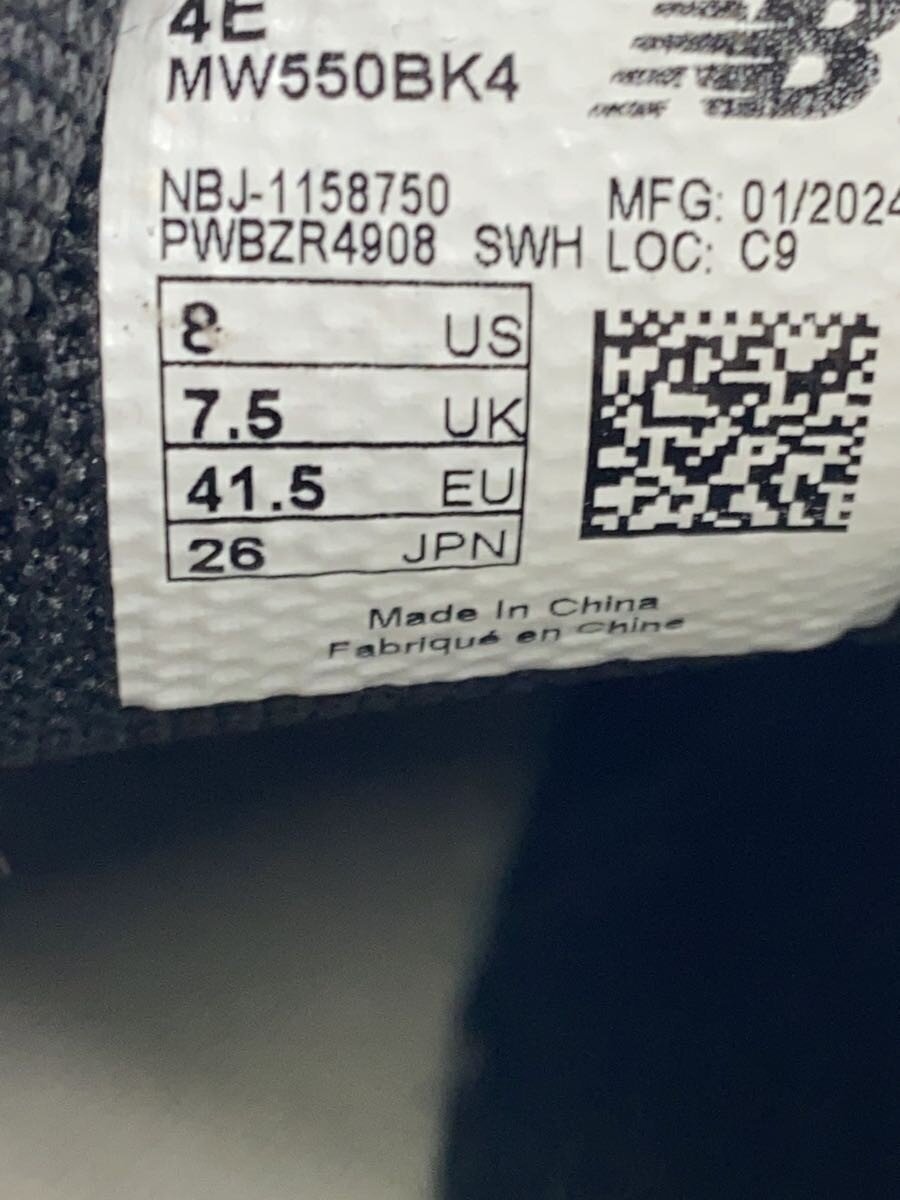 4E
MW550BK4
NBJ-1158750
PWBZR4908 SWH
MFG: 01/2024
LOC: C9
8 US
7.5 UK
41.5 EU
26 JPN
Made In China
Fabriqué en Chine